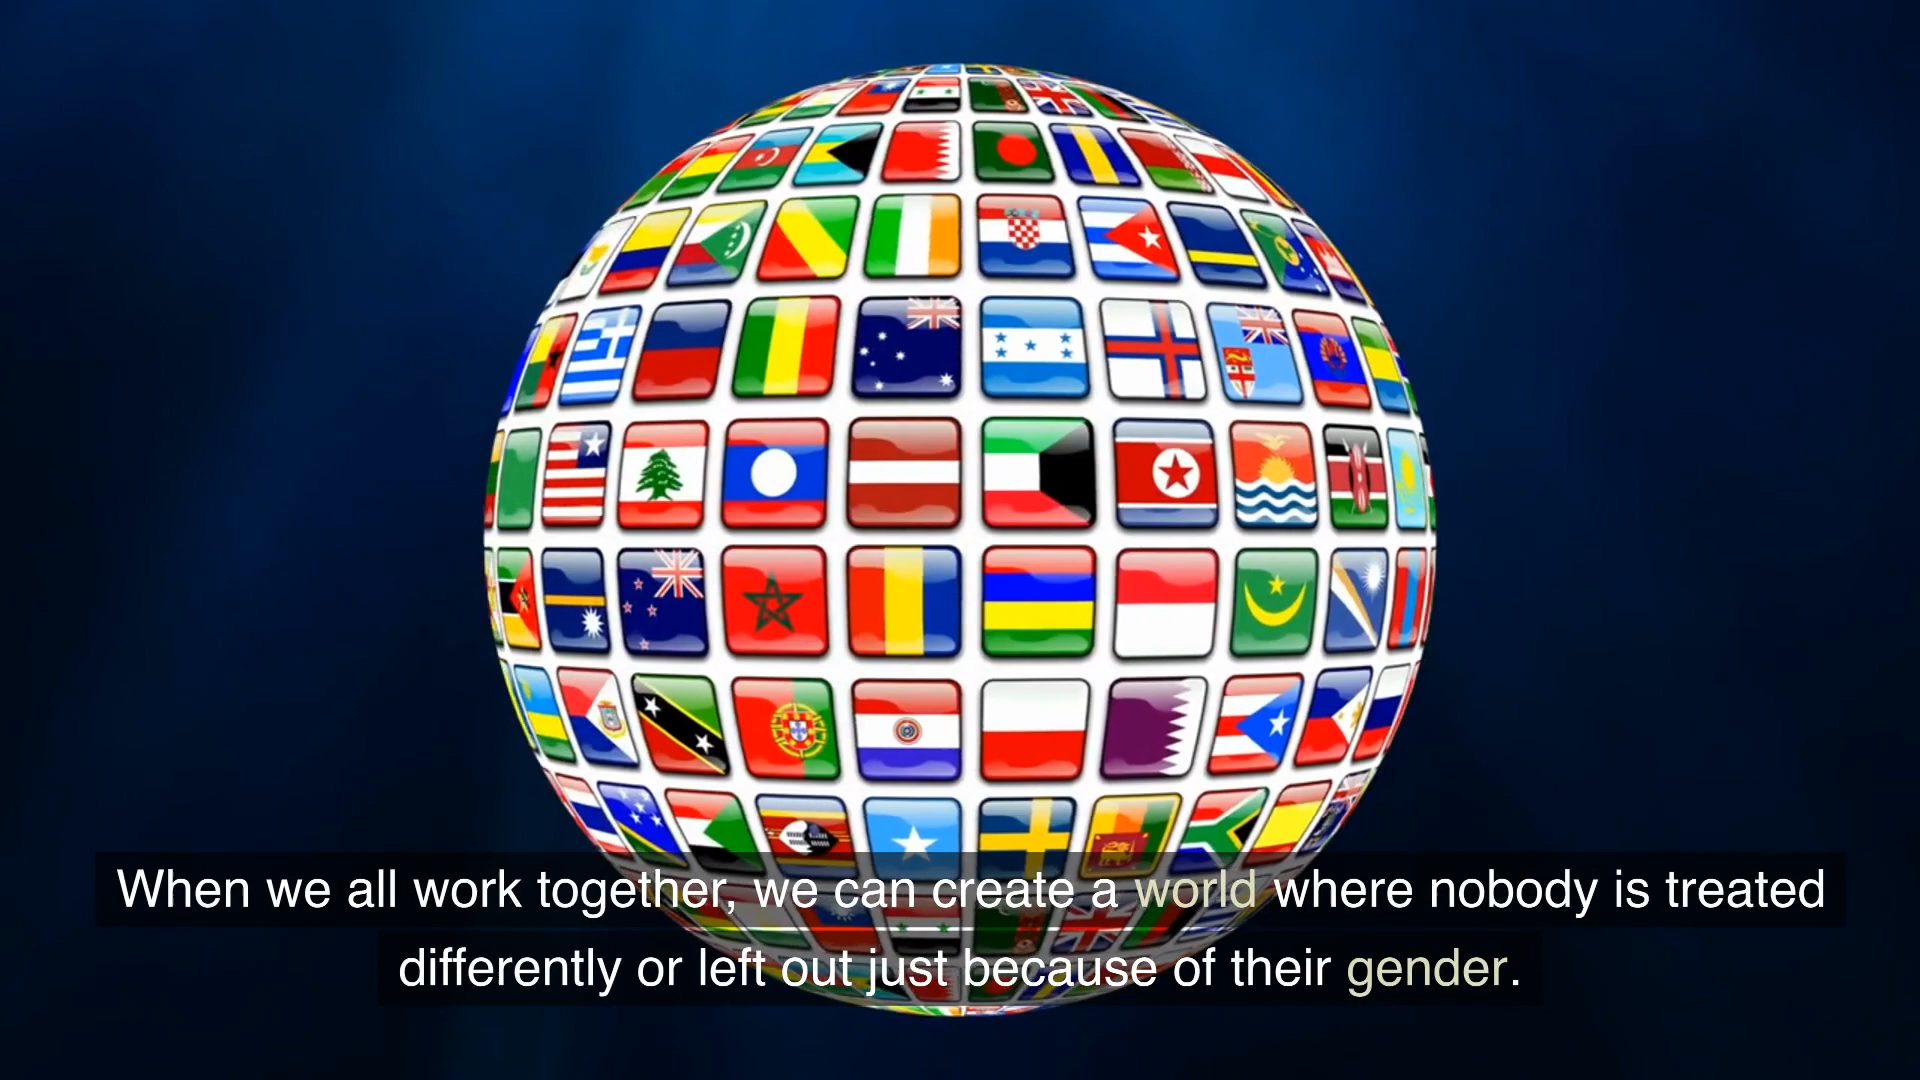 When we all work together, we can create a world where nobody is treated
differently or left out just because of their gender.